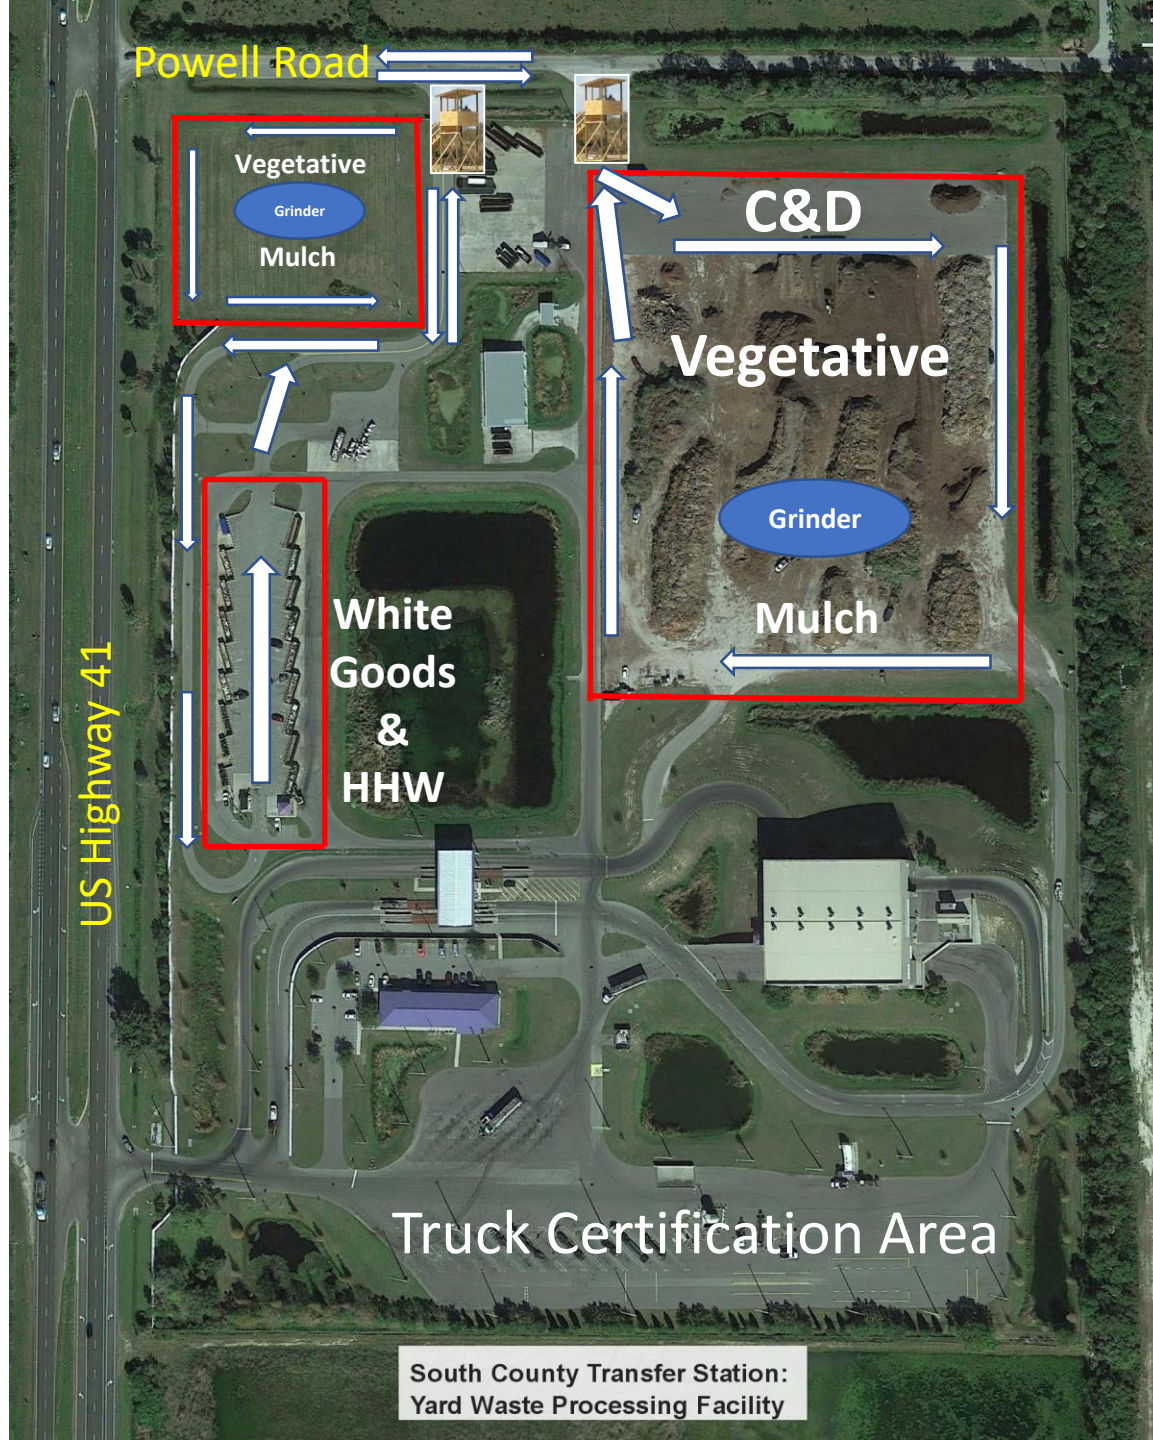 Powell Road
Vegetative
Grinder
Mulch
C&D
Vegetative
Grinder
Mulch
White
Goods
&
HHW
US Highway 41
Truck Certification Area
South County Transfer Station:
Yard Waste Processing Facility